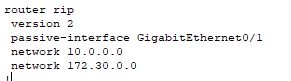 router rip
version 2
passive-interface GigabitEthernet0/1
network 10.0.0.0
network 172.30.0.0
!